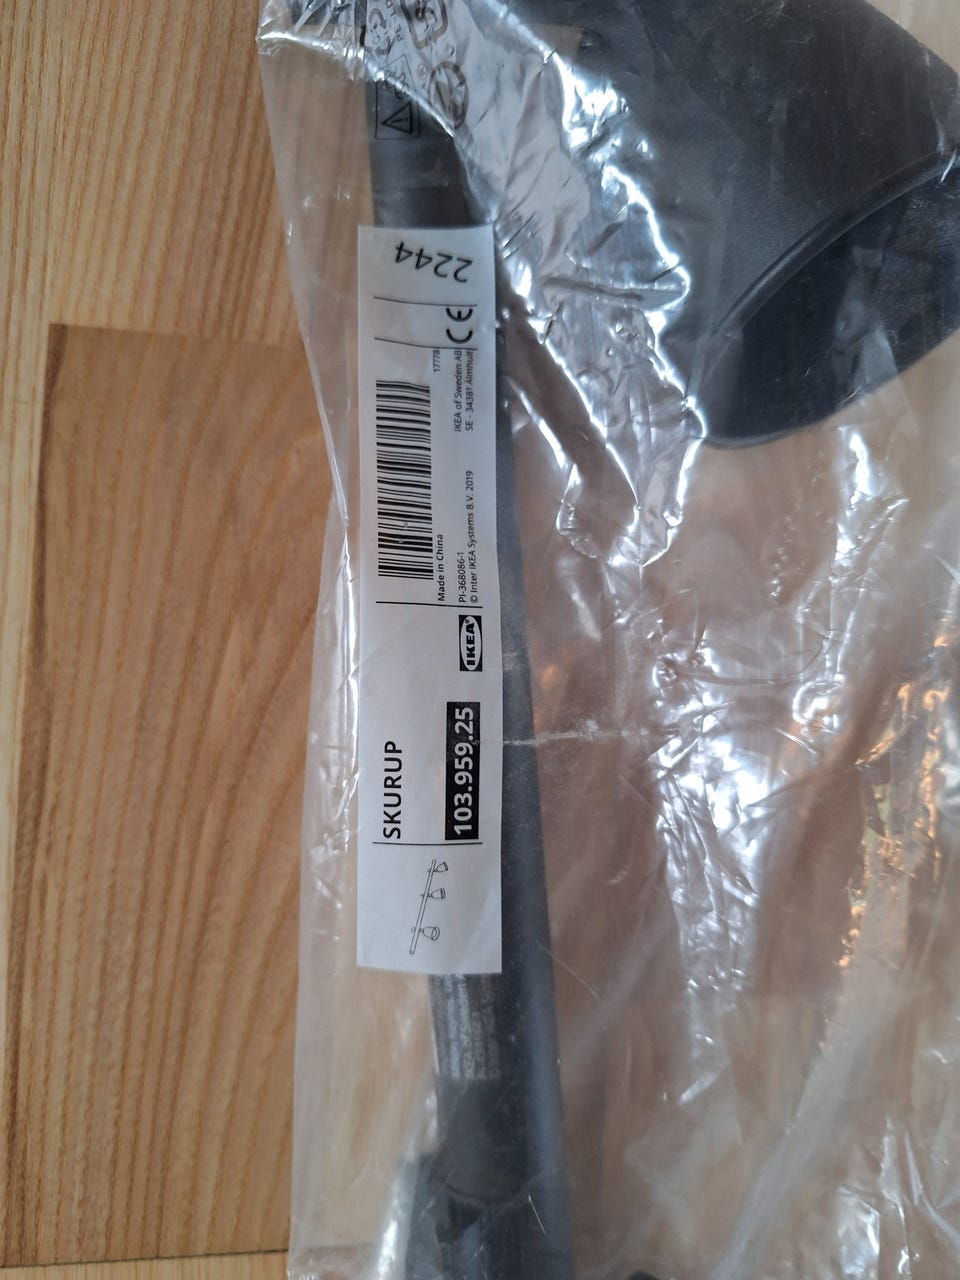 SKURUP
103.959.25
IKEA
Made in China
PI-368086-1
© Inter IKEA Systems B.V. 2019
17778
IKEA of Sweden AB
SE - 34381 Älmhult
CE
2244